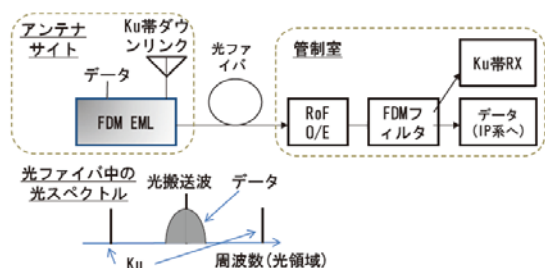 アンテナ
サイト
Ku帯ダウ
ンリンク
データ
FDM EML
光ファ
イバ
管制室
RoF
O/E
FDMフ
ィルタ
Ku帯RX
データ
(IP系へ)
光ファイバ中の
光スペクトル
光搬送波
データ
Ku
周波数(光領域)